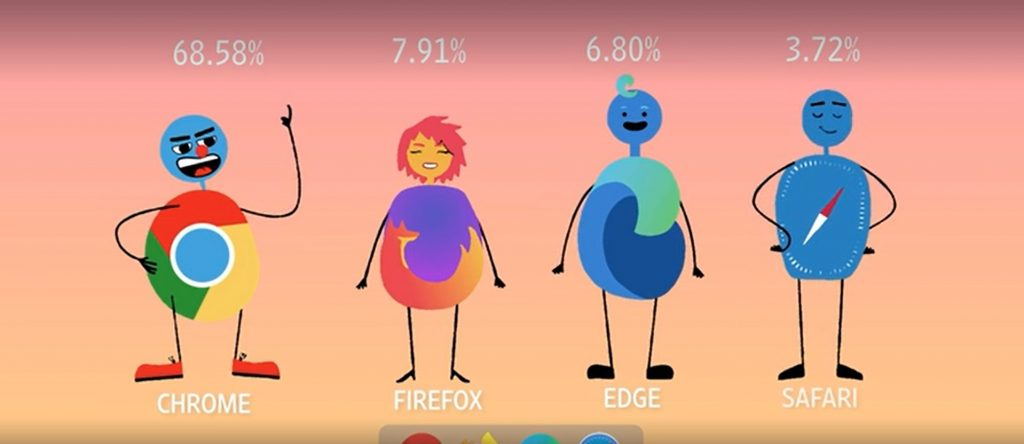 68.58% 7.91% 6.80% 3.72%
CHROME FIREFOX EDGE SAFARI